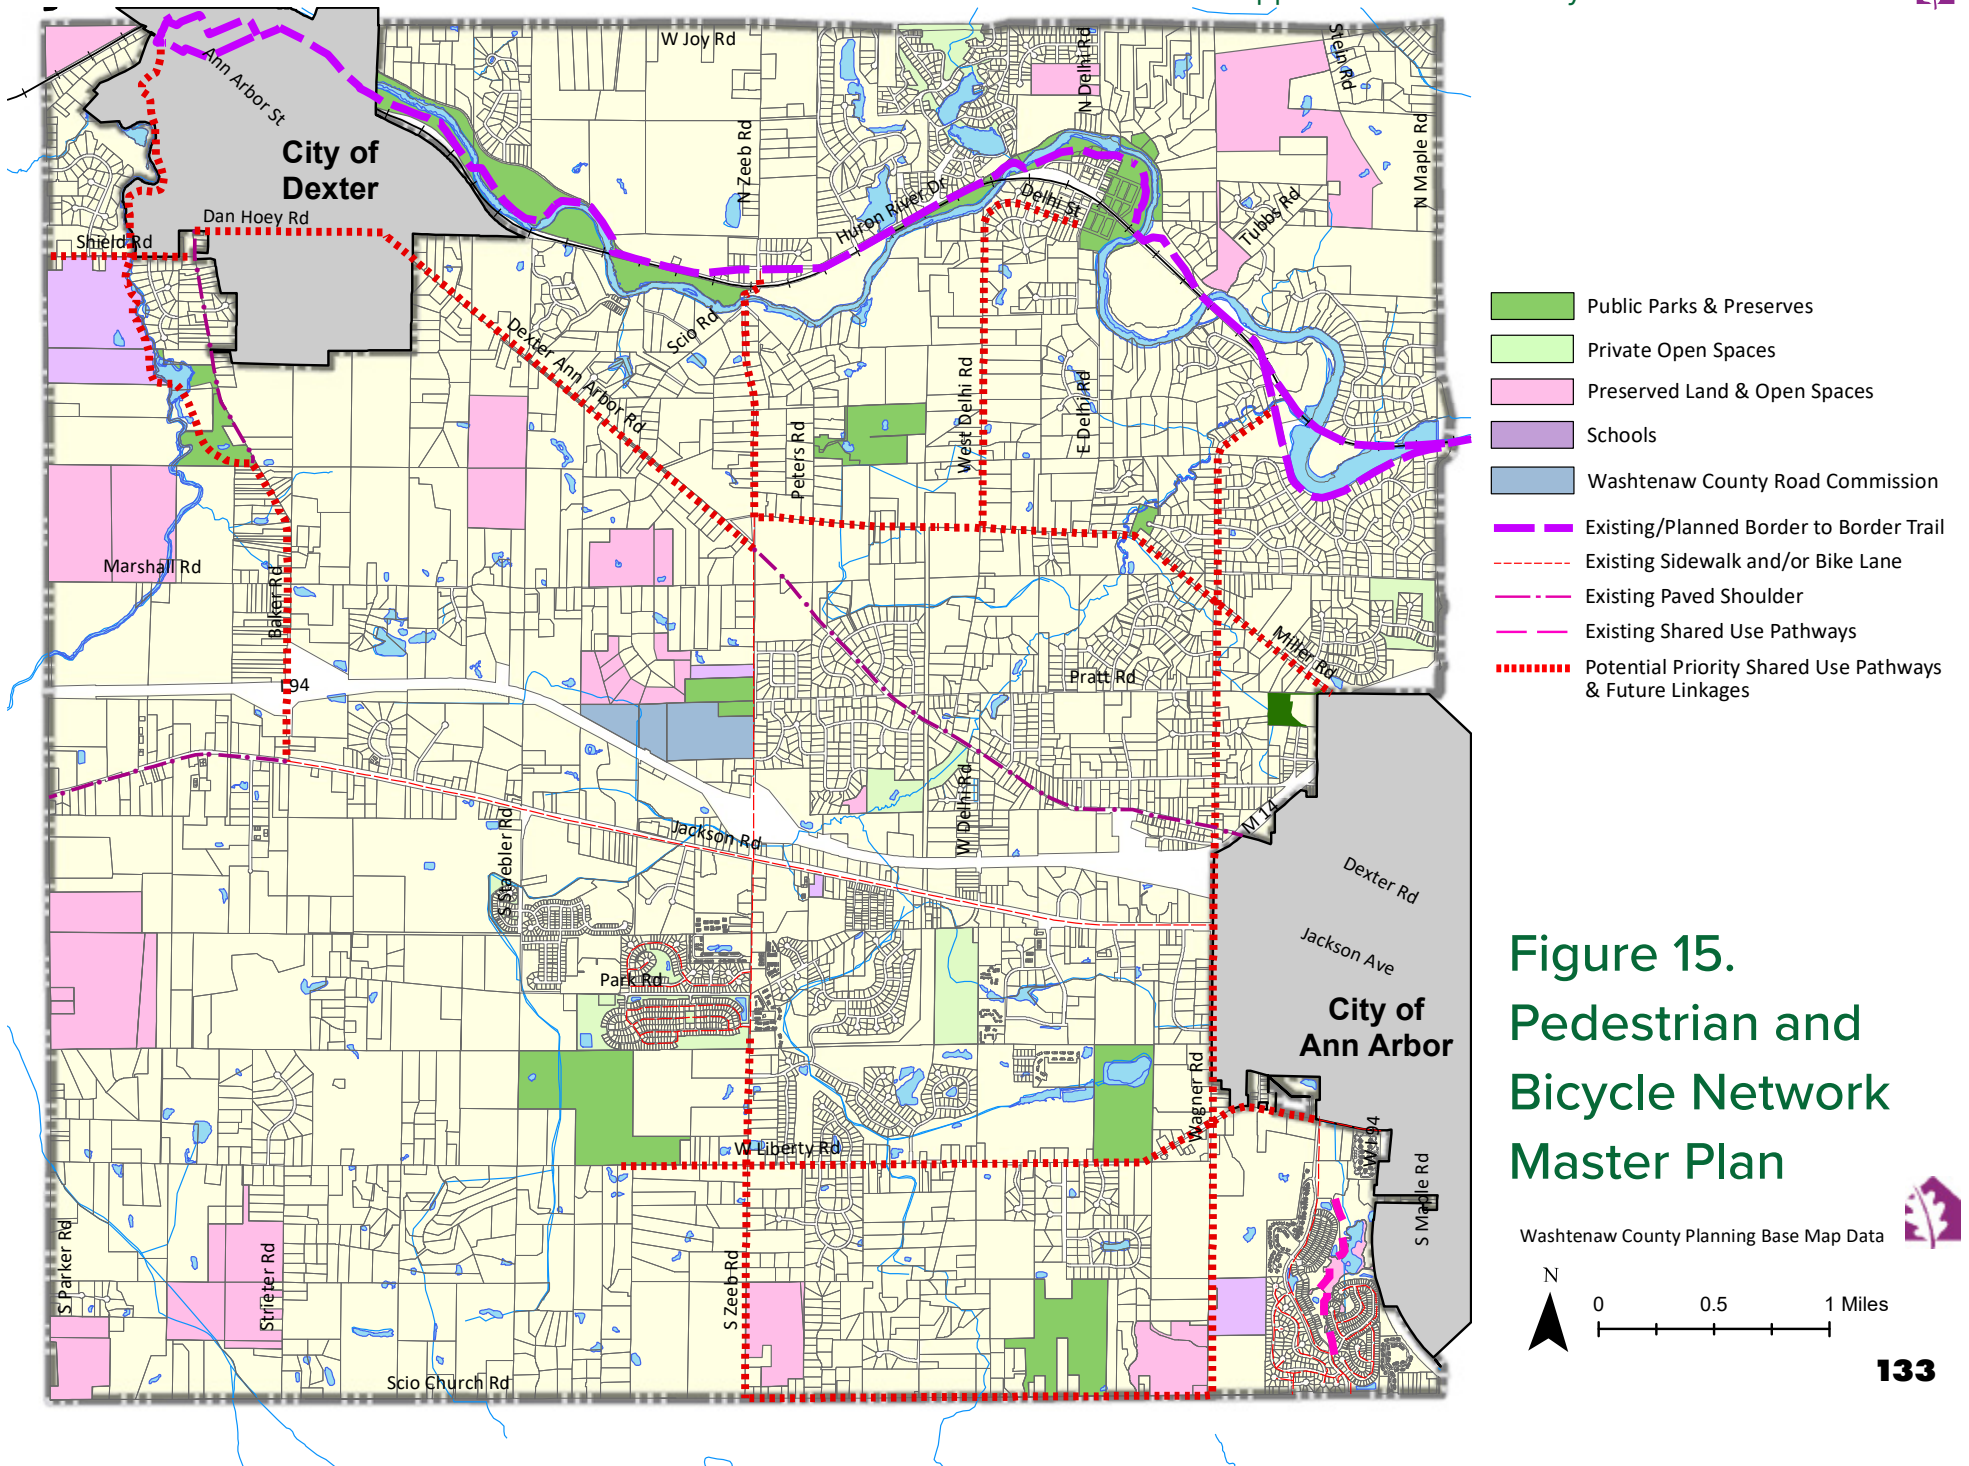 W Joy Rd
N Delhi Rd
Stein Rd
N Maple Rd
Ann Arbor St
City of
Dexter
N Zeeb Rd
Huron River Dr
Delhi St
Tubbs Rd
Dan Hoey Rd
Shield Rd
Scio Rd
Dexter Ann Arbor Rd
West Delhi Rd
E Delhi Rd
Peters Rd
Marshall Rd
Baker Rd
Miller Rd
Pratt Rd
I 94
M 14
W Delhi Rd
Jackson Rd
S Staebler Rd
Dexter Rd
Jackson Ave
Park Rd
City of
Ann Arbor
Wagner Rd
W Liberty Rd
W I 94
S Maple Rd
S Parker Rd
Strieter Rd
S Zeeb Rd
Scio Church Rd
Public Parks & Preserves
Private Open Spaces
Preserved Land & Open Spaces
Schools
Washtenaw County Road Commission
Existing/Planned Border to Border Trail
Existing Sidewalk and/or Bike Lane
Existing Paved Shoulder
Existing Shared Use Pathways
Potential Priority Shared Use Pathways
& Future Linkages
Figure 15.
Pedestrian and
Bicycle Network
Master Plan
Washtenaw County Planning Base Map Data
N
0 0.5 1 Miles
133